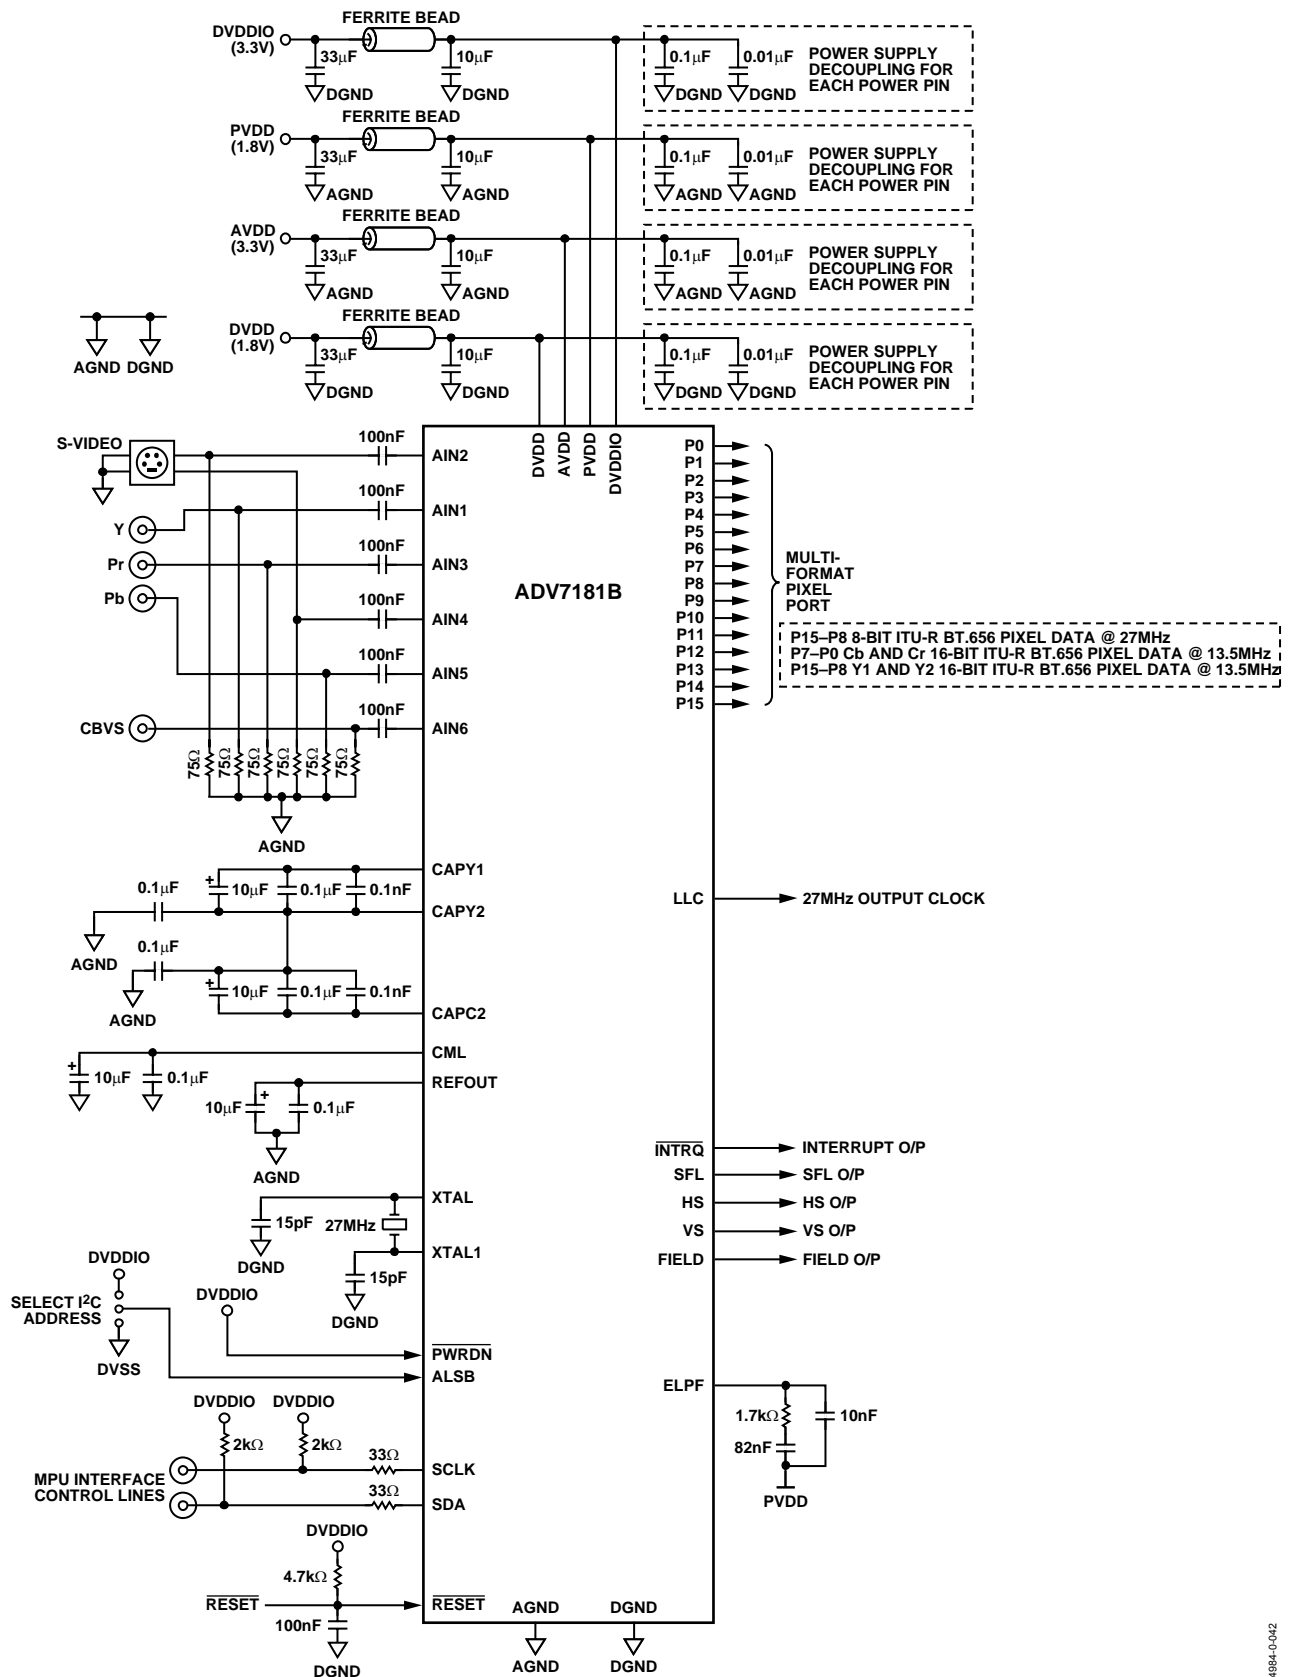 FERRITE BEAD
DVDDIO
(3.3V)
33µF
10µF
0.1µF
0.01µF
POWER SUPPLY
DECOUPLING FOR
EACH POWER PIN
DGND
DGND
DGND
DGND
FERRITE BEAD
PVDD
(1.8V)
33µF
10µF
0.1µF
0.01µF
POWER SUPPLY
DECOUPLING FOR
EACH POWER PIN
AGND
AGND
AGND
AGND
FERRITE BEAD
AVDD
(3.3V)
33µF
10µF
0.1µF
0.01µF
POWER SUPPLY
DECOUPLING FOR
EACH POWER PIN
AGND
AGND
AGND
AGND
FERRITE BEAD
DVDD
(1.8V)
33µF
10µF
0.1µF
0.01µF
POWER SUPPLY
DECOUPLING FOR
EACH POWER PIN
DGND
DGND
DGND
DGND
AGND DGND
DVDD
AVDD
PVDD
DVDDIO
S-VIDEO
100nF
AIN2
100nF
AIN1
Y
100nF
AIN3
Pr
100nF
AIN4
Pb
100nF
AIN5
100nF
AIN6
CBVS
75Ω
75Ω
75Ω
75Ω
75Ω
75Ω
AGND
ADV7181B
P0
P1
P2
P3
P4
P5
P6
P7
P8
P9
P10
P11
P12
P13
P14
P15
MULTI-
FORMAT
PIXEL
PORT
P15–P8 8-BIT ITU-R BT.656 PIXEL DATA @ 27MHz
P7–P0 Cb AND Cr 16-BIT ITU-R BT.656 PIXEL DATA @ 13.5MHz
P15–P8 Y1 AND Y2 16-BIT ITU-R BT.656 PIXEL DATA @ 13.5MHz
CAPY1
0.1µF
+
10µF
0.1µF
0.1nF
CAPY2
AGND
0.1µF
+
10µF
0.1µF
0.1nF
AGND
CAPC2
LLC
27MHz OUTPUT CLOCK
CML
+
10µF
0.1µF
REFOUT
10µF
+
0.1µF
AGND
INTRQ
INTERRUPT O/P
SFL
SFL O/P
HS
HS O/P
VS
VS O/P
FIELD
FIELD O/P
XTAL
15pF
27MHz
DGND
XTAL1
15pF
DGND
DVDDIO
SELECT I2C
ADDRESS
DVSS
DVDDIO
PWRDN
ALSB
ELPF
1.7kΩ
10nF
82nF
PVDD
DVDDIO
DVDDIO
2kΩ
2kΩ
33Ω
SCLK
MPU INTERFACE
CONTROL LINES
33Ω
SDA
DVDDIO
4.7kΩ
RESET
RESET
100nF
DGND
AGND
DGND
AGND
DGND
4984-0-042